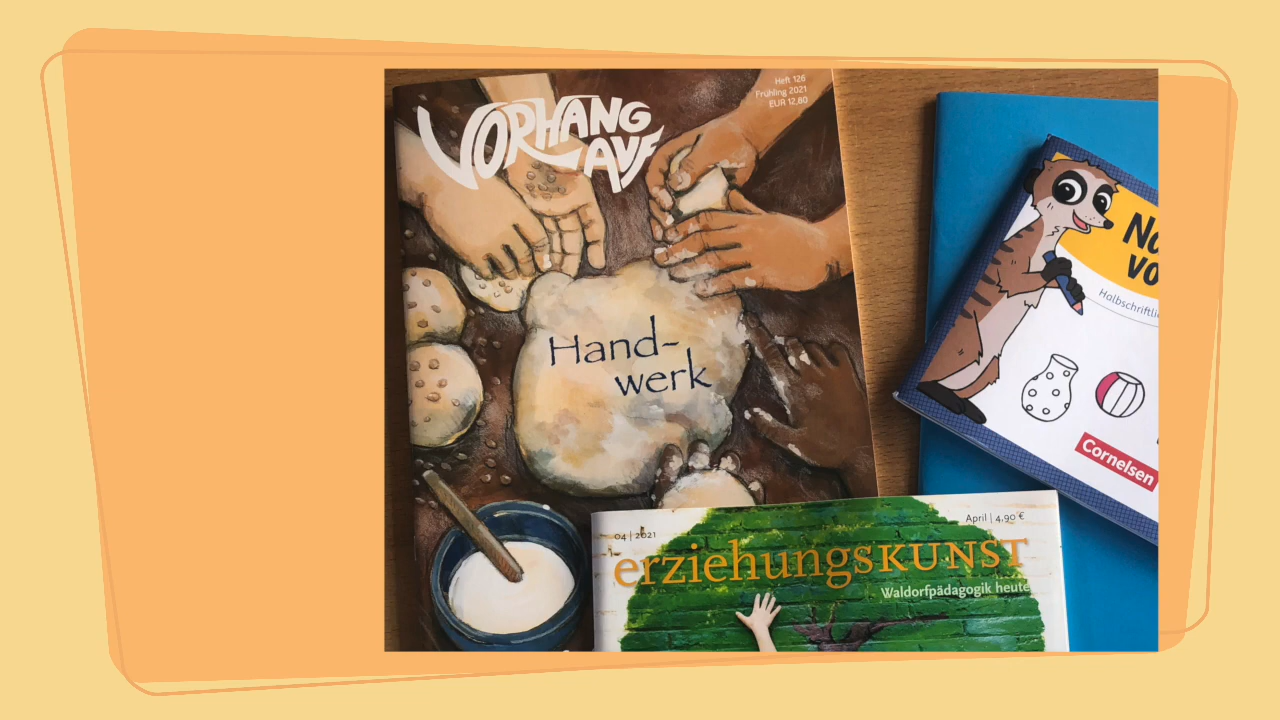 VORHANG
AUF
Heft 126
Frühling 2021
EUR 12,80
Hand-
werk
Halbschriftli
Cornelsen
04 | 2021
April | 4,90 €
erziehungsKUNST
Waldorfpädagogik heute